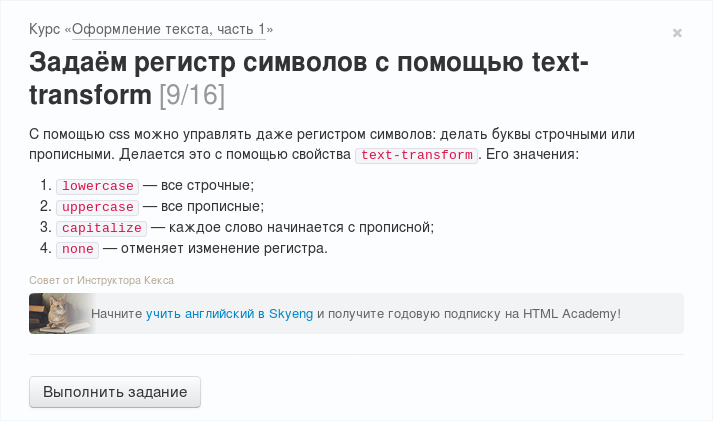 Курс «Оформление текста, часть 1»
×
Задаём регистр символов с помощью text-
transform [9/16]
С помощью css можно управлять даже регистром символов: делать буквы строчными или
прописными. Делается это с помощью свойства text-transform. Его значения:
1. lowercase — все строчные;
2. uppercase — все прописные;
3. capitalize — каждое слово начинается с прописной;
4. none — отменяет изменение регистра.
Совет от Инструктора Кекса
Начните учить английский в Skyeng и получите годовую подписку на HTML Academy!
Выполнить задание